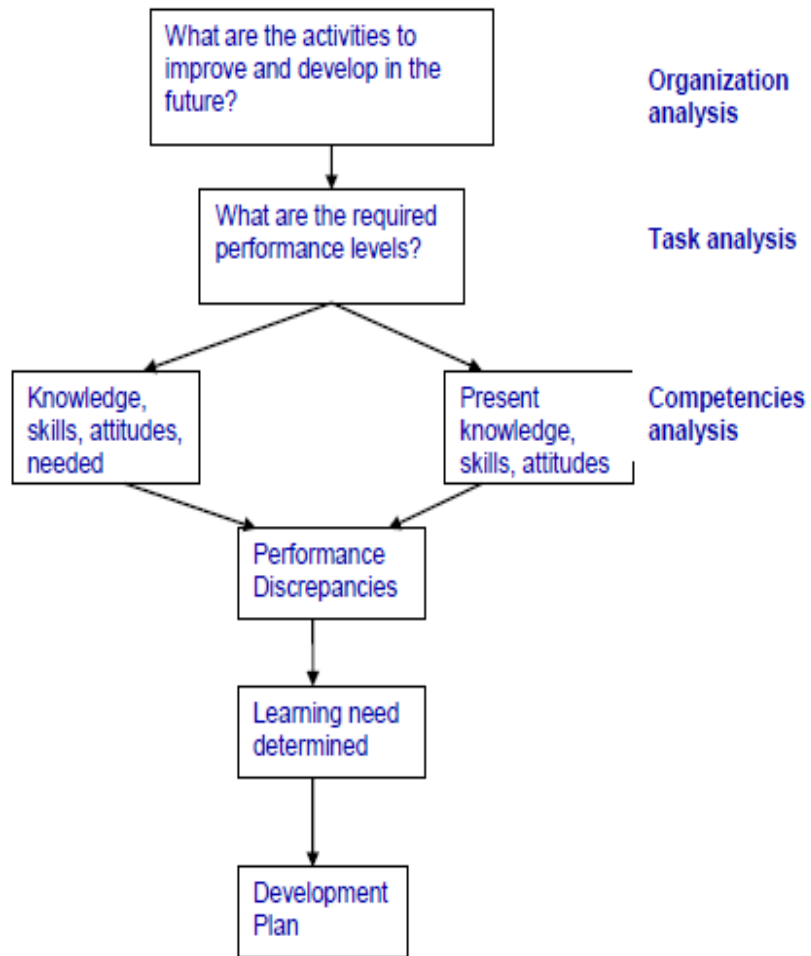 What are the activities to
improve and develop in the
future?
Organization
analysis
What are the required
performance levels?
Task analysis
Knowledge,
skills, attitudes,
needed
Present
knowledge,
skills, attitudes
Competencies
analysis
Performance
Discrepancies
Learning need
determined
Development
Plan